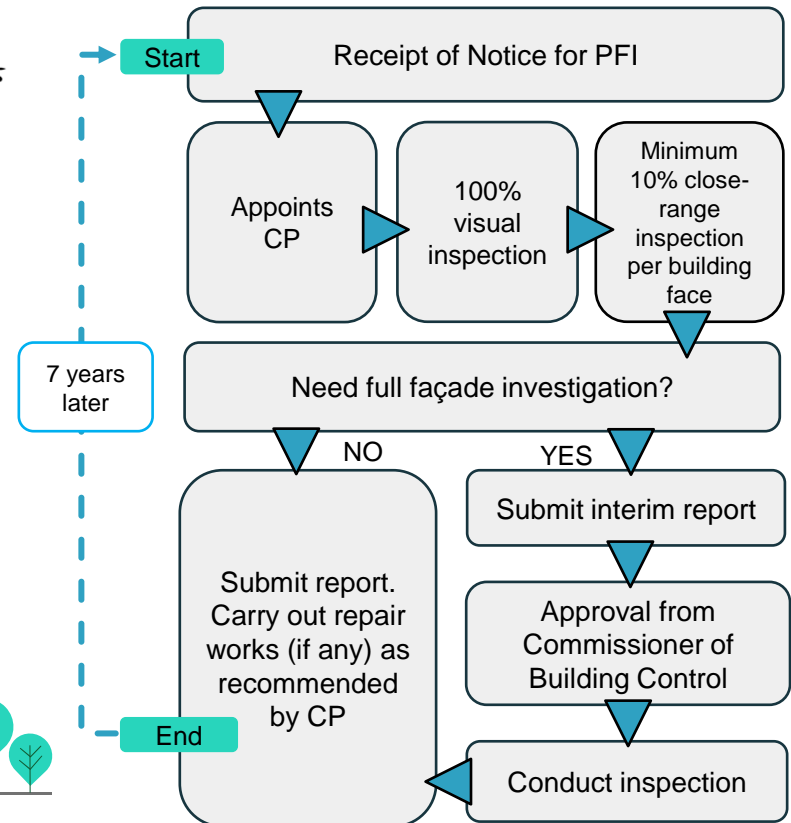 Start
Receipt of Notice for PFI
Appoints
CP
100%
visual
inspection
Minimum
10% close-
range
inspection
per building
face
7 years
later
Need full façade investigation?
NO
YES
Submit interim report
Submit report.
Carry out repair
works (if any) as
recommended
by CP
Approval from
Commissioner of
Building Control
End
Conduct inspection